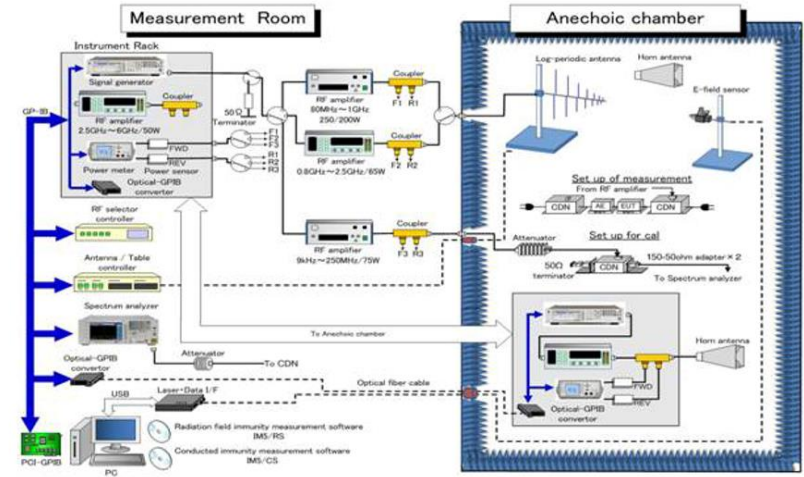 Measurement Room
Anechoic chamber
Instrument Rack
Signal generator
GP-IB
Coupler
RF amplifier
2.5GHz~6GHz/50W
FWD
REV
Power meter
Power sensor
Optical-GPIB
converter
50Ω
Terminator
F1
F2
F3
R1
R2
R3
RF amplifier
80MHz~1GHz
250/200W
Coupler
F1 R1
RF amplifier
0.8GHz~2.5GHz/65W
Coupler
F2 R2
RF amplifier
9kHz~250MHz/75W
Coupler
F3 R3
Log-periodic antenna
Horn antenna
E-field sensor
Set up of measurement
From RF amplifier
CDN
AE
EUT
CDN
Set up for cal
Attenuator
50Ω
terminator
CDN
150-50ohm adapter×2
To Spectrum analyzer
RF selector
controller
Antenna / Table
controller
Spectrum analyzer
Attenuator
To CDN
To Anechoic chamber
Optical-GPIB
convertor
Optical fiber cable
USB
Laser-Data I/F
PCI-GPIB
PC
Radiation field immunity measurement software
IM5/RS
Conducted immunity measurement software
IM5/CS
Horn antenna
FWD
REV
Optical-GPIB
convertor